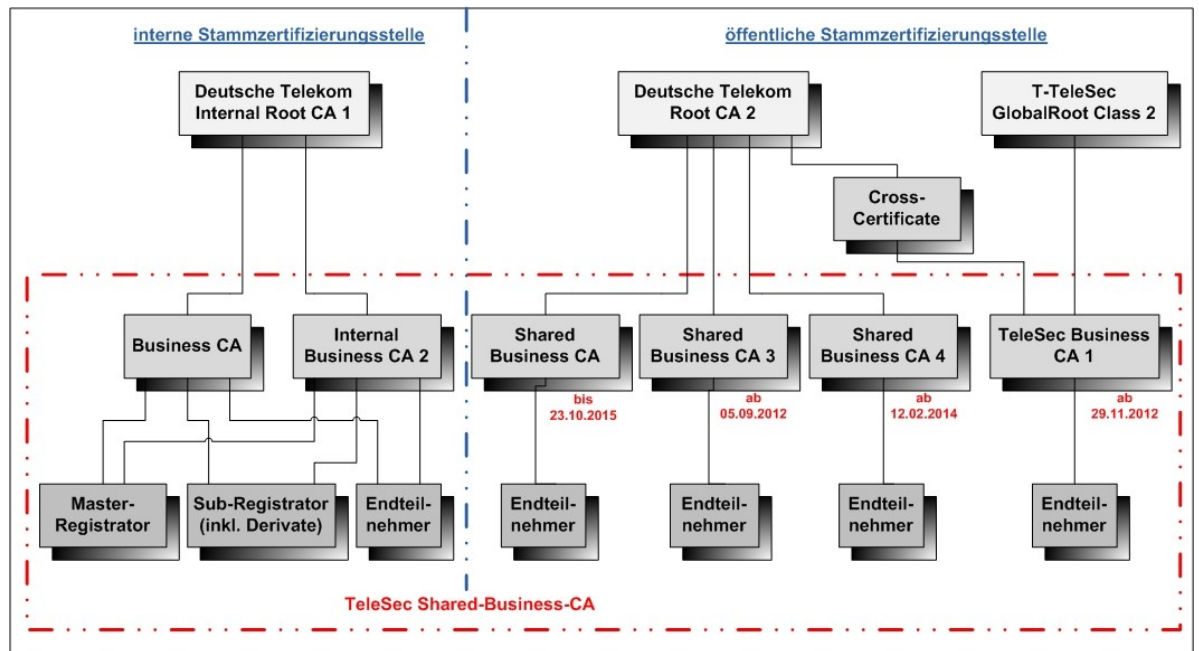 interne Stammzertifizierungsstelle
öffentliche Stammzertifizierungsstelle
Deutsche Telekom
Internal Root CA 1
Deutsche Telekom
Root CA 2
T-TeleSec
GlobalRoot Class 2
Cross-
Certificate
Business CA
Internal
Business CA 2
Shared
Business CA
Shared
Business CA 3
Shared
Business CA 4
TeleSec Business
CA 1
bis
23.10.2015
ab
05.09.2012
ab
12.02.2014
ab
29.11.2012
Master-
Registrator
Sub-Registrator
(inkl. Derivate)
Endteil-
nehmer
Endteil-
nehmer
Endteil-
nehmer
Endteil-
nehmer
Endteil-
nehmer
TeleSec Shared-Business-CA